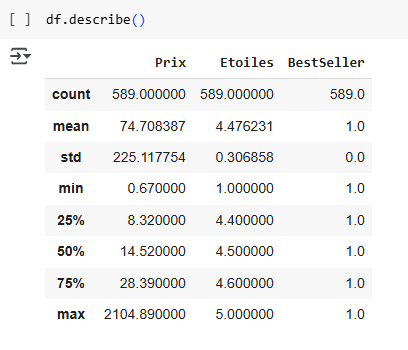 [ ] df.describe()
Prix Etoiles BestSeller
count 589.000000 589.000000 589.0
mean 74.708387 4.476231 1.0
std 225.117754 0.306858 0.0
min 0.670000 1.000000 1.0
25% 8.320000 4.400000 1.0
50% 14.520000 4.500000 1.0
75% 28.390000 4.600000 1.0
max 2104.890000 5.000000 1.0